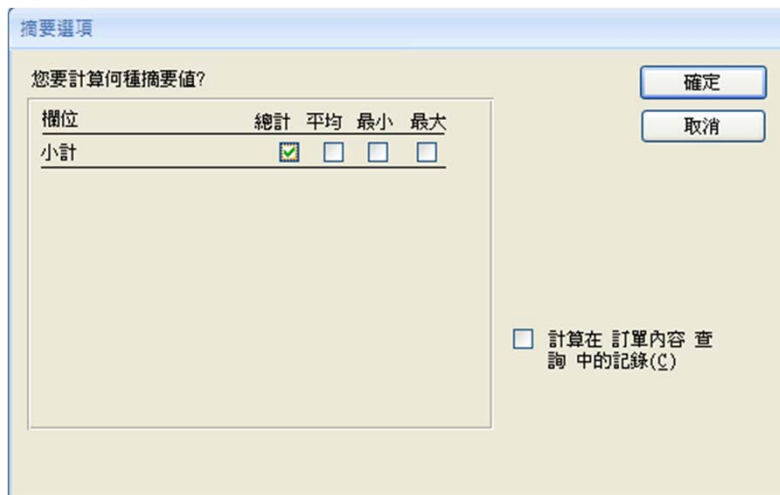 摘要選項
您要計算何種摘要值?
確定
取消
欄位 總計 平均 最小 最大
小計
計算在 訂單內容 查
詢 中的記錄(C)